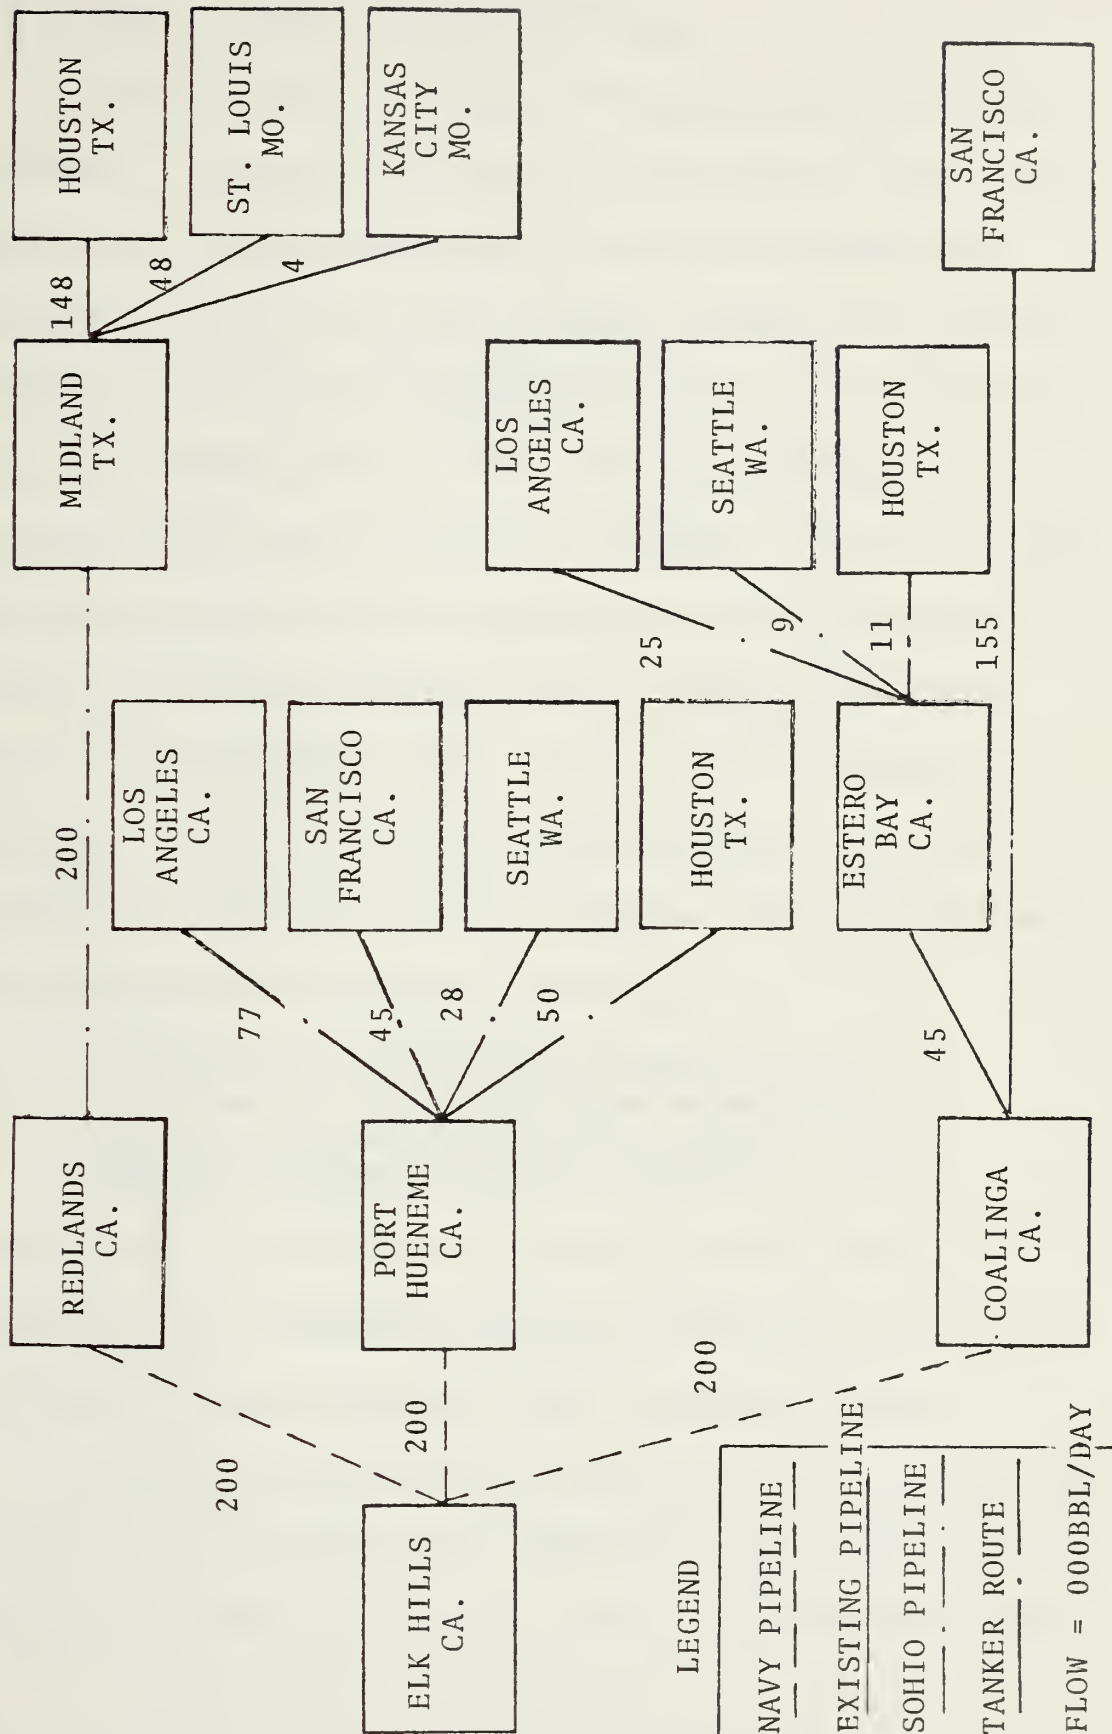 ELK HILLS
CA.
200
200
200
REDLANDS
CA.
PORT
HUENEME
CA.
COALINGA
CA.
200
77
45
28
50
45
155
LOS
ANGELES
CA.
SAN
FRANCISCO
CA.
SEATTLE
WA.
HOUSTON
TX.
ESTERO
BAY
CA.
MIDLAND
TX.
25
9
11
LOS
ANGELES
CA.
SEATTLE
WA.
HOUSTON
TX.
148
48
4
HOUSTON
TX.
ST. LOUIS
MO.
KANSAS
CITY
MO.
SAN
FRANCISCO
CA.
LEGEND
NAVY PIPELINE
EXISTING PIPELINE
SOHIO PIPELINE
TANKER ROUTE
FLOW = 000BBL/DAY